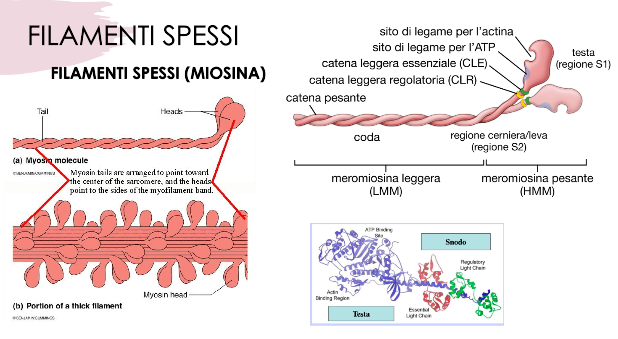 FILAMENTI SPESSI
FILAMENTI SPESSI (MIOSINA)
Tail
Heads
(a) Myosin molecule
Myosin tails are arranged to point toward
the center of the sarcomere, and the heads
point to the sides of the myofilament band.
Myosin head
(b) Portion of a thick filament
sito di legame per l'actina
sito di legame per l'ATP
catena leggera essenziale (CLE)
catena leggera regolatoria (CLR)
catena pesante
testa
(regione S1)
coda
regione cerniera/leva
(regione S2)
meromiosina leggera
(LMM)
meromiosina pesante
(HMM)
ATP Binding
Site
Snodo
Regulatory
Light Chain
Actin
Binding Region
Testa
Essential
Light Chain